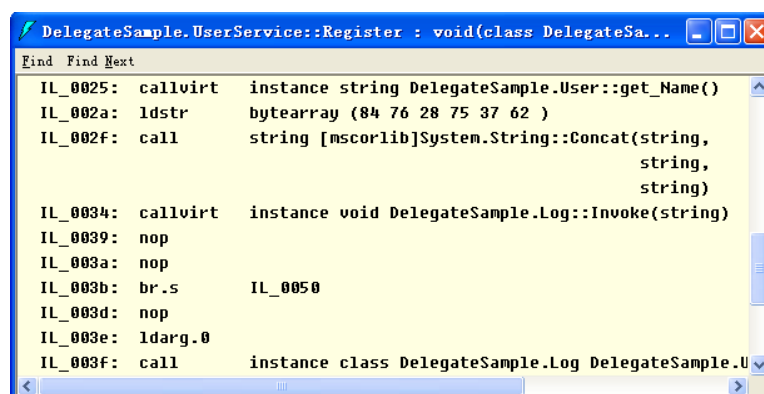 DelegateSample.UserService::Register : void(class DelegateSa...
Find Find Next
IL_0025: callvirt instance string DelegateSample.User::get_Name()
IL_002a: ldstr bytearray (84 76 28 75 37 62 )
IL_002f: call string [mscorlib]System.String::Concat(string,
string,
string)
IL_0034: callvirt instance void DelegateSample.Log::Invoke(string)
IL_0039: nop
IL_003a: nop
IL_003b: br.s IL_0050
IL_003d: nop
IL_003e: ldarg.0
IL_003f: call instance class DelegateSample.Log DelegateSample.U